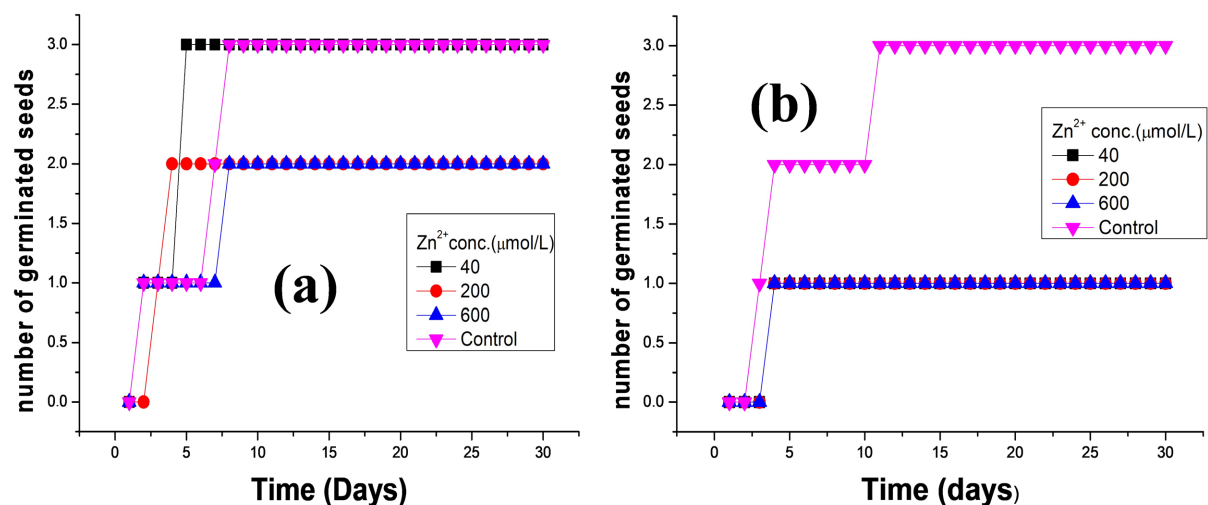 number of germinated seeds
3.0
2.5
2.0
1.5
1.0
0.5
0.0
(a)
Zn2+ conc.(μmol/L)
40
200
600
Control
0 5 10 15 20 25 30
Time (Days)
number of germinated seeds
3.0
2.5
2.0
1.5
1.0
0.5
0.0
(b)
Zn2+ conc.(μmol/L)
40
200
600
Control
0 5 10 15 20 25 30
Time (days)